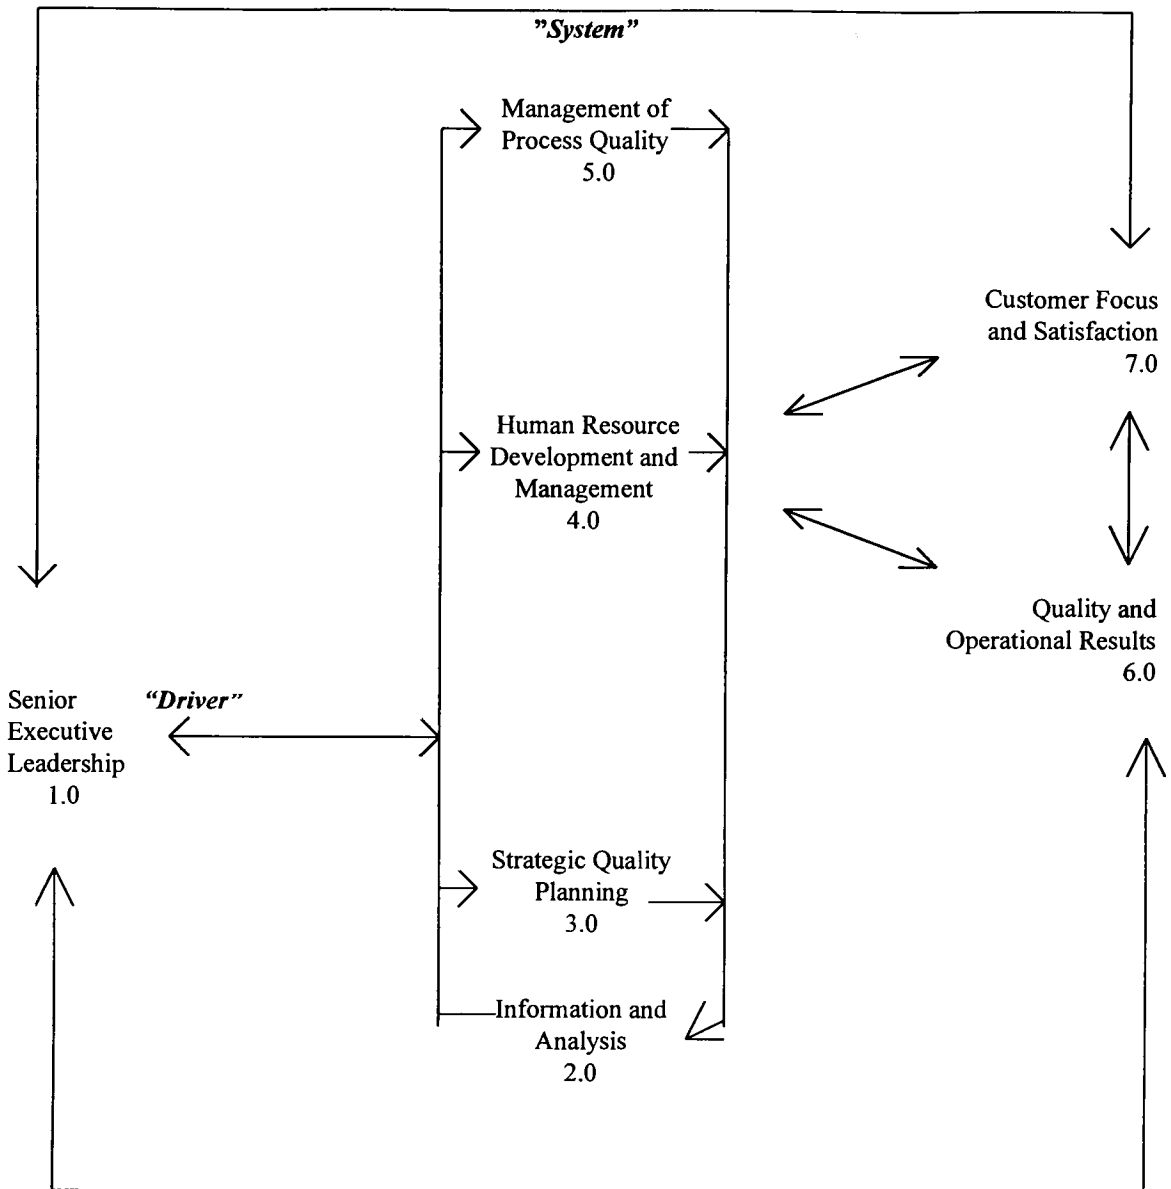 ”System”
Management of
Process Quality
5.0
Customer Focus
and Satisfaction
7.0
Human Resource
Development and
Management
4.0
Quality and
Operational Results
6.0
Senior “Driver”
Executive
Leadership
1.0
Strategic Quality
Planning
3.0
Information and
Analysis
2.0